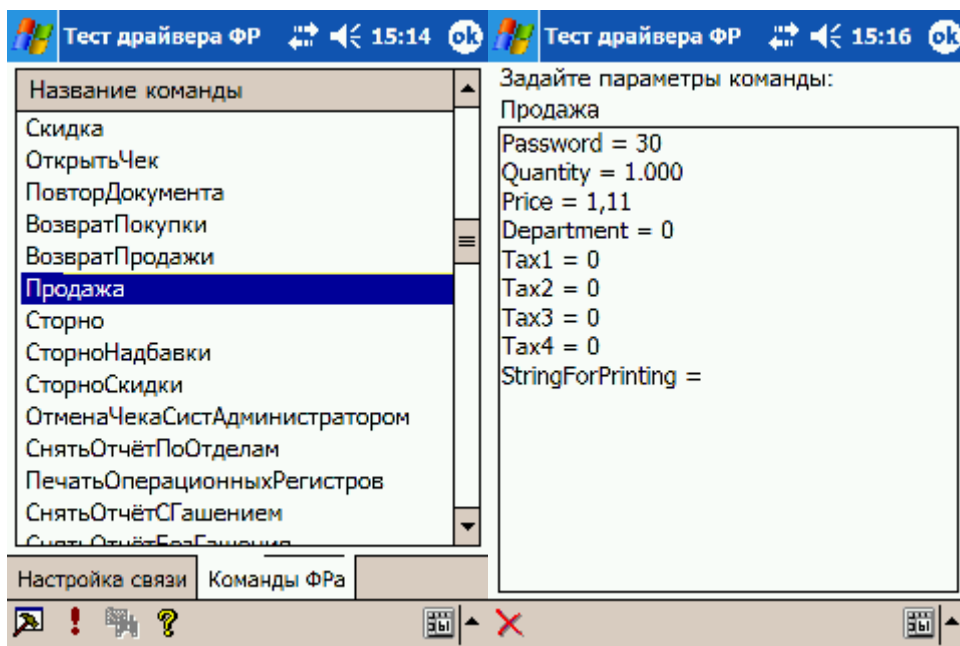 Тест драйвера ФР 15:14 ok
Название команды
Скидка
ОткрытьЧек
ПовторДокумента
ВозвратПокупки
ВозвратПродажи
Продажа
Сторно
СторноНадбавки
СторноСкидки
ОтменаЧекаСистАдминистратором
СнятьОтчётПоОтделам
ПечатьОперационныхРегистров
СнятьОтчётСГашением
СнятьОтчётБезГашения
Настройка связи Команды ФРа
Тест драйвера ФР 15:16 ok
Задайте параметры команды:
Продажа
Password = 30
Quantity = 1.000
Price = 1,11
Department = 0
Tax1 = 0
Tax2 = 0
Tax3 = 0
Tax4 = 0
StringForPrinting =